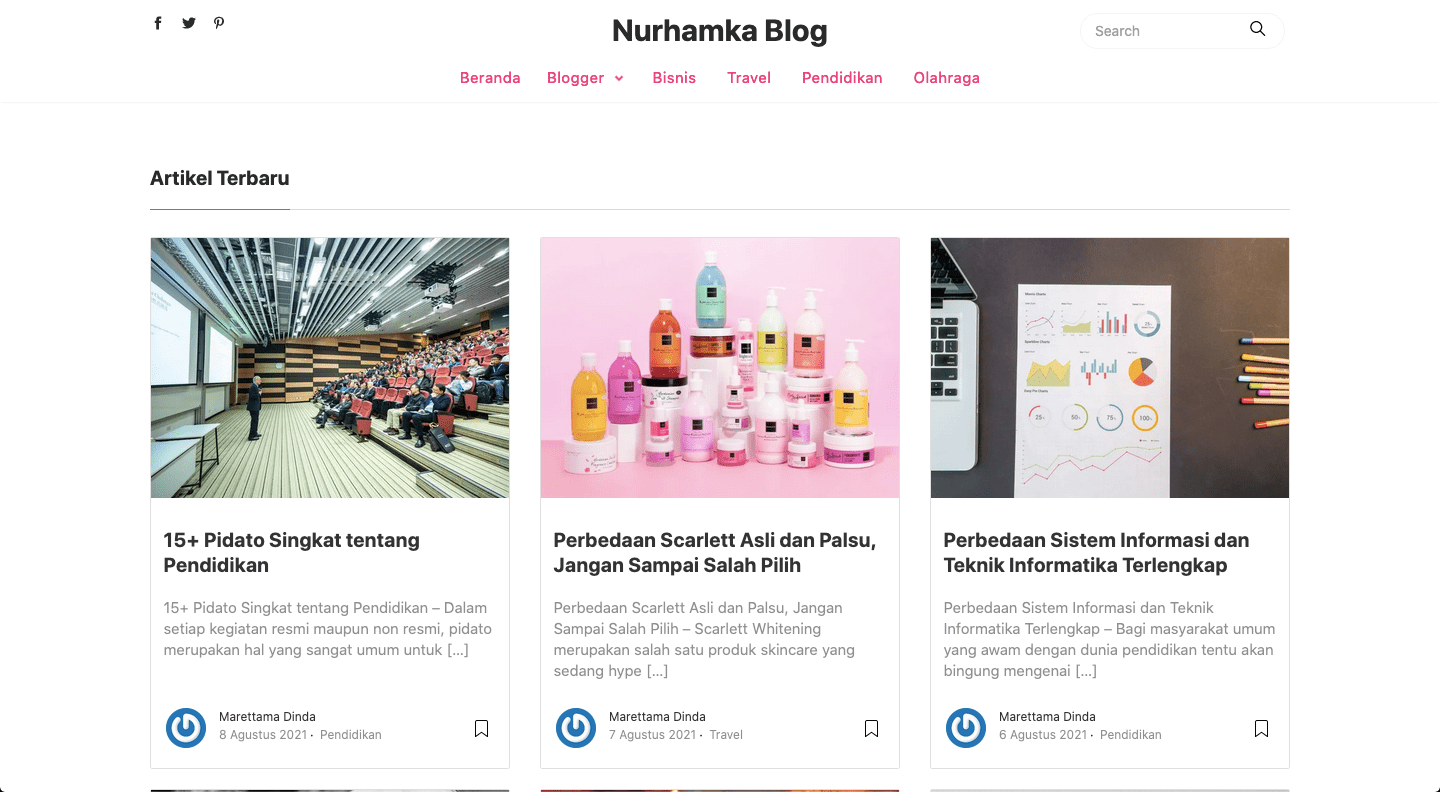 Nurhamka Blog
Search
Beranda Blogger Bisnis Travel Pendidikan Olahraga
Artikel Terbaru
15+ Pidato Singkat tentang
Pendidikan
15+ Pidato Singkat tentang Pendidikan – Dalam
setiap kegiatan resmi maupun non resmi, pidato
merupakan hal yang sangat umum untuk [...]
Marettama Dinda
8 Agustus 2021 · Pendidikan
Perbedaan Scarlett Asli dan Palsu,
Jangan Sampai Salah Pilih
Perbedaan Scarlett Asli dan Palsu, Jangan
Sampai Salah Pilih – Scarlett Whitening
merupakan salah satu produk skincare yang
sedang hype [...]
Marettama Dinda
7 Agustus 2021 · Travel
25%
50%
75%
100%
Perbedaan Sistem Informasi dan
Teknik Informatika Terlengkap
Perbedaan Sistem Informasi dan Teknik
Informatika Terlengkap – Bagi masyarakat umum
yang awam dengan dunia pendidikan tentu akan
bingung mengenai [...]
Marettama Dinda
6 Agustus 2021 · Pendidikan